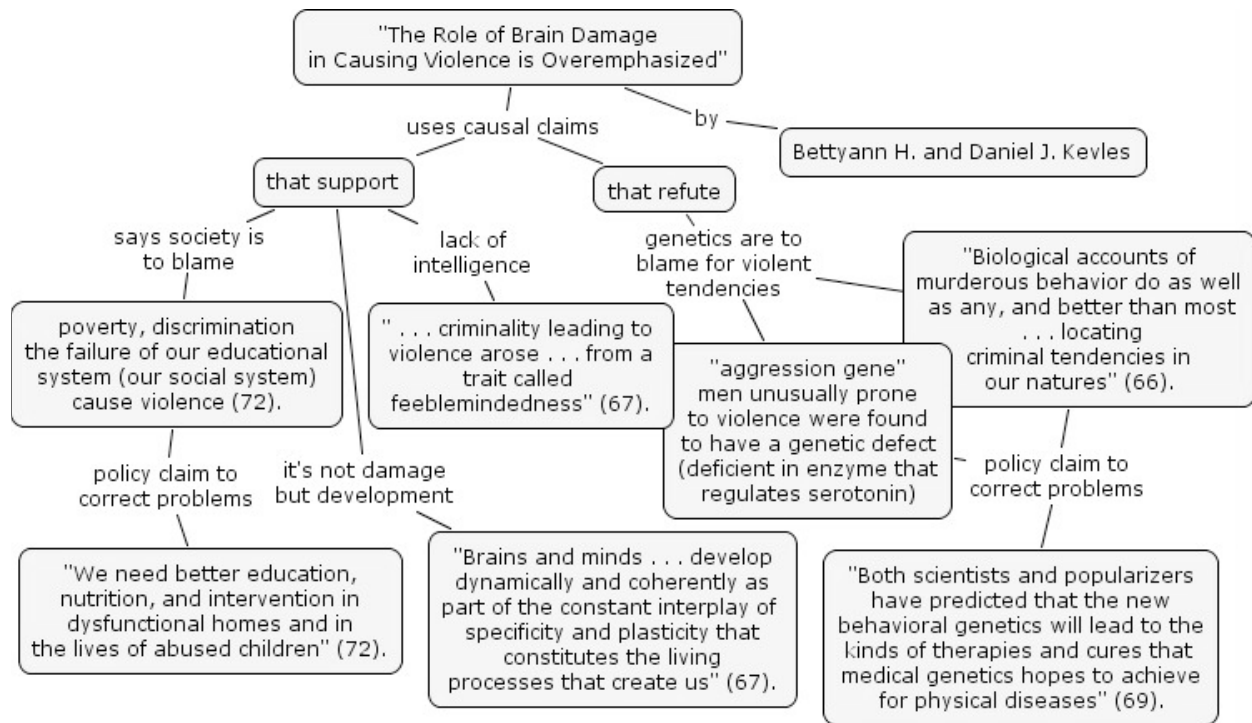 "The Role of Brain Damage
in Causing Violence is Overemphasized"
uses causal claims
by
Bettyann H. and Daniel J. Kevles
that support
that refute
says society is
to blame
lack of
intelligence
genetics are to
blame for violent
tendencies
"Biological accounts of
murderous behavior do as well
as any, and better than most
. . . locating
criminal tendencies in
our natures" (66).
poverty, discrimination
the failure of our educational
system (our social system)
cause violence (72).
" . . . criminality leading to
violence arose . . . from a
trait called
feeblemindedness" (67).
"aggression gene"
men unusually prone
to violence were found
to have a genetic defect
(deficient in enzyme that
regulates serotonin)
policy claim to
correct problems
it's not damage
but development
policy claim to
correct problems
"We need better education,
nutrition, and intervention in
dysfunctional homes and in
the lives of abused children" (72).
"Brains and minds . . . develop
dynamically and coherently as
part of the constant interplay of
specificity and plasticity that
constitutes the living
processes that create us" (67).
"Both scientists and popularizers
have predicted that the new
behavioral genetics will lead to the
kinds of therapies and cures that
medical genetics hopes to achieve
for physical diseases" (69).